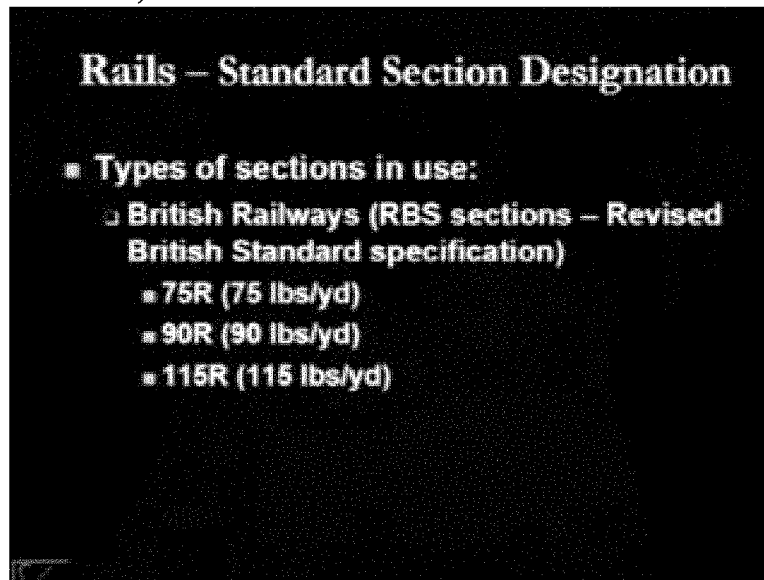 Rails – Standard Section Designation
Types of sections in use:
British Railways (RBS sections – Revised
British Standard specification)
75R (75 lbs/yd)
90R (90 lbs/yd)
115R (115 lbs/yd)